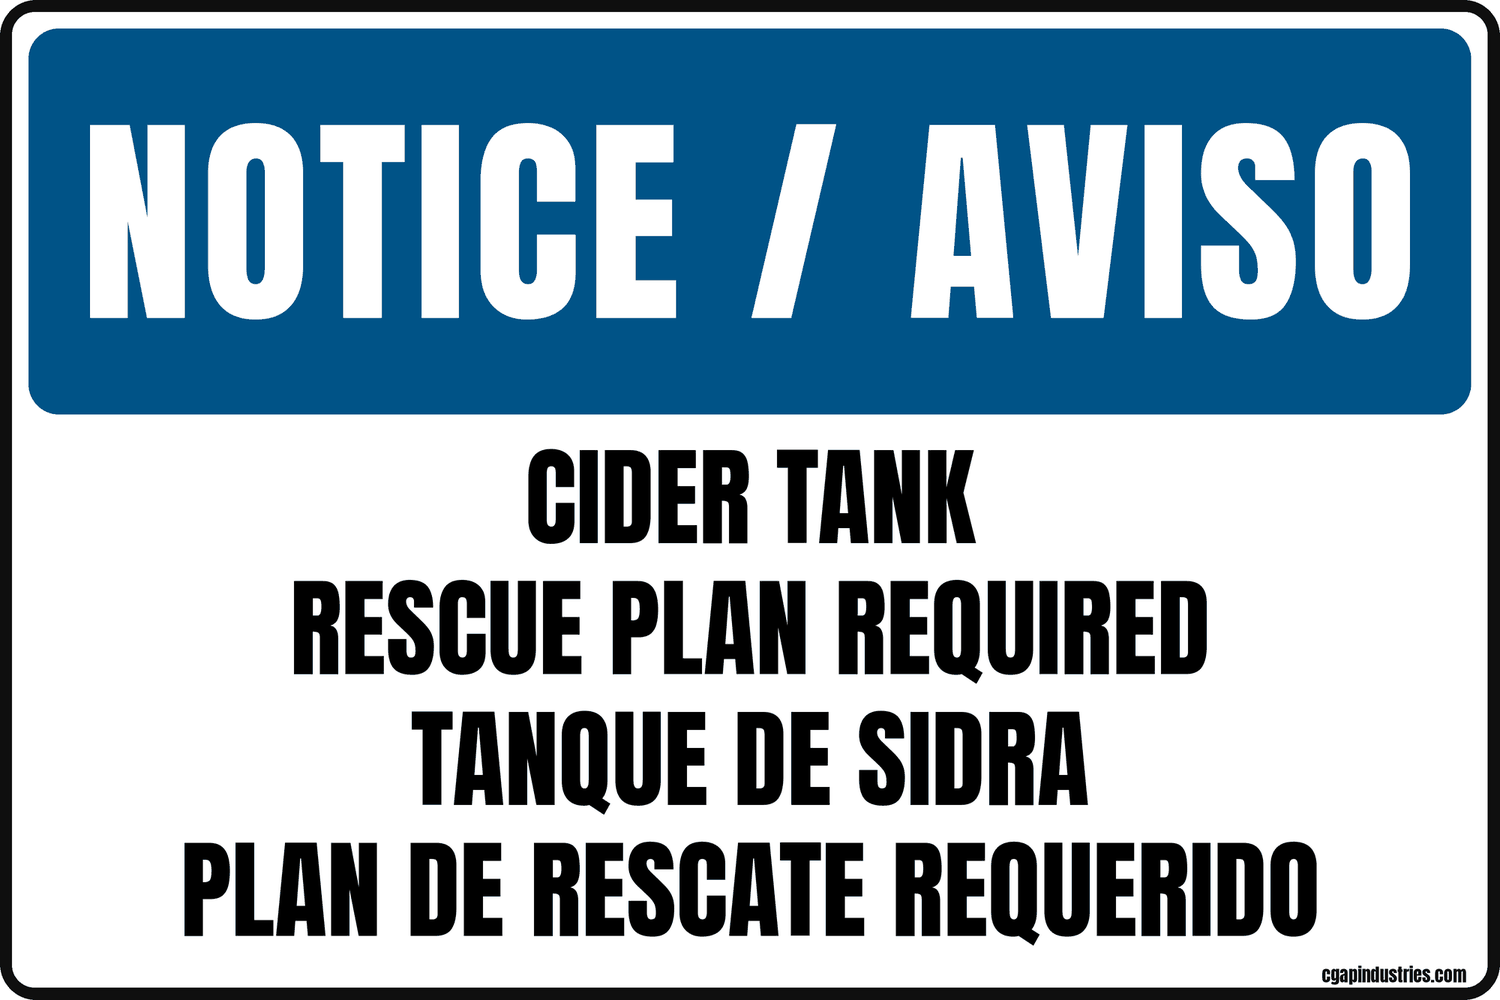 NOTICE / AVISO
CIDER TANK
RESCUE PLAN REQUIRED
TANQUE DE SIDRA
PLAN DE RESCATE REQUERIDO
cgapindustries.com